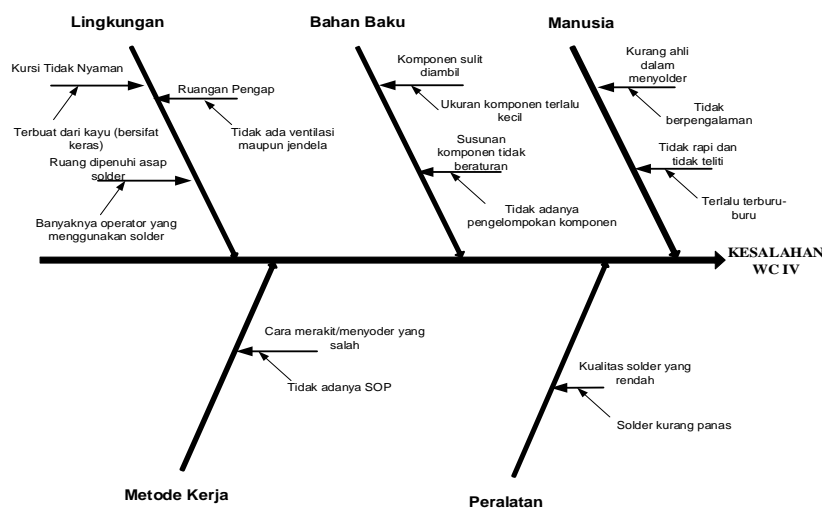 Lingkungan
Bahan Baku
Manusia
Kursi Tidak Nyaman
Terbuat dari kayu (bersifat
keras)
Ruangan Pengap
Tidak ada ventilasi
maupun jendela
Ruang dipenuhi asap
solder
Banyaknya operator yang
menggunakan solder
Komponen sulit
diambil
Ukuran komponen terlalu
kecil
Susunan
komponen tidak
beraturan
Tidak adanya
pengelompokan komponen
Kurang ahli
dalam
menyolder
Tidak
berpengalaman
Tidak rapi dan
tidak teliti
Terlalu terburu-
buru
KESALAHAN
WC IV
Cara merakit/menyoder yang
salah
Tidak adanya SOP
Kualitas solder yang
rendah
Solder kurang panas
Metode Kerja
Peralatan